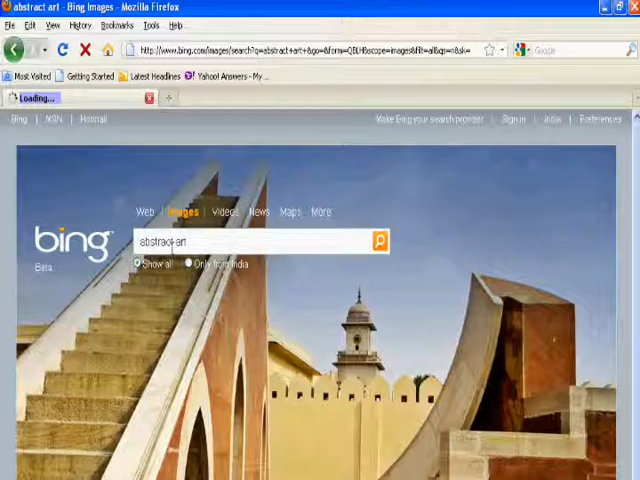 abstract art - Bing Images - Mozilla Firefox
File Edit View History Bookmarks Tools Help
http://www.bing.com/images/search?q=abstract+art+&go=&form=QBLH&scope=images&filt=all&qs=n&sk=
Google
Most Visited Getting Started Latest Headlines Yahoo! Answers - My ...
Loading...
Bing | MSN | Hotmail
Make Bing your search provider | Sign in | India | Preferences
Web | Images | Videos | News | Maps | More
bing
abstract art
Beta
Show all Only from India